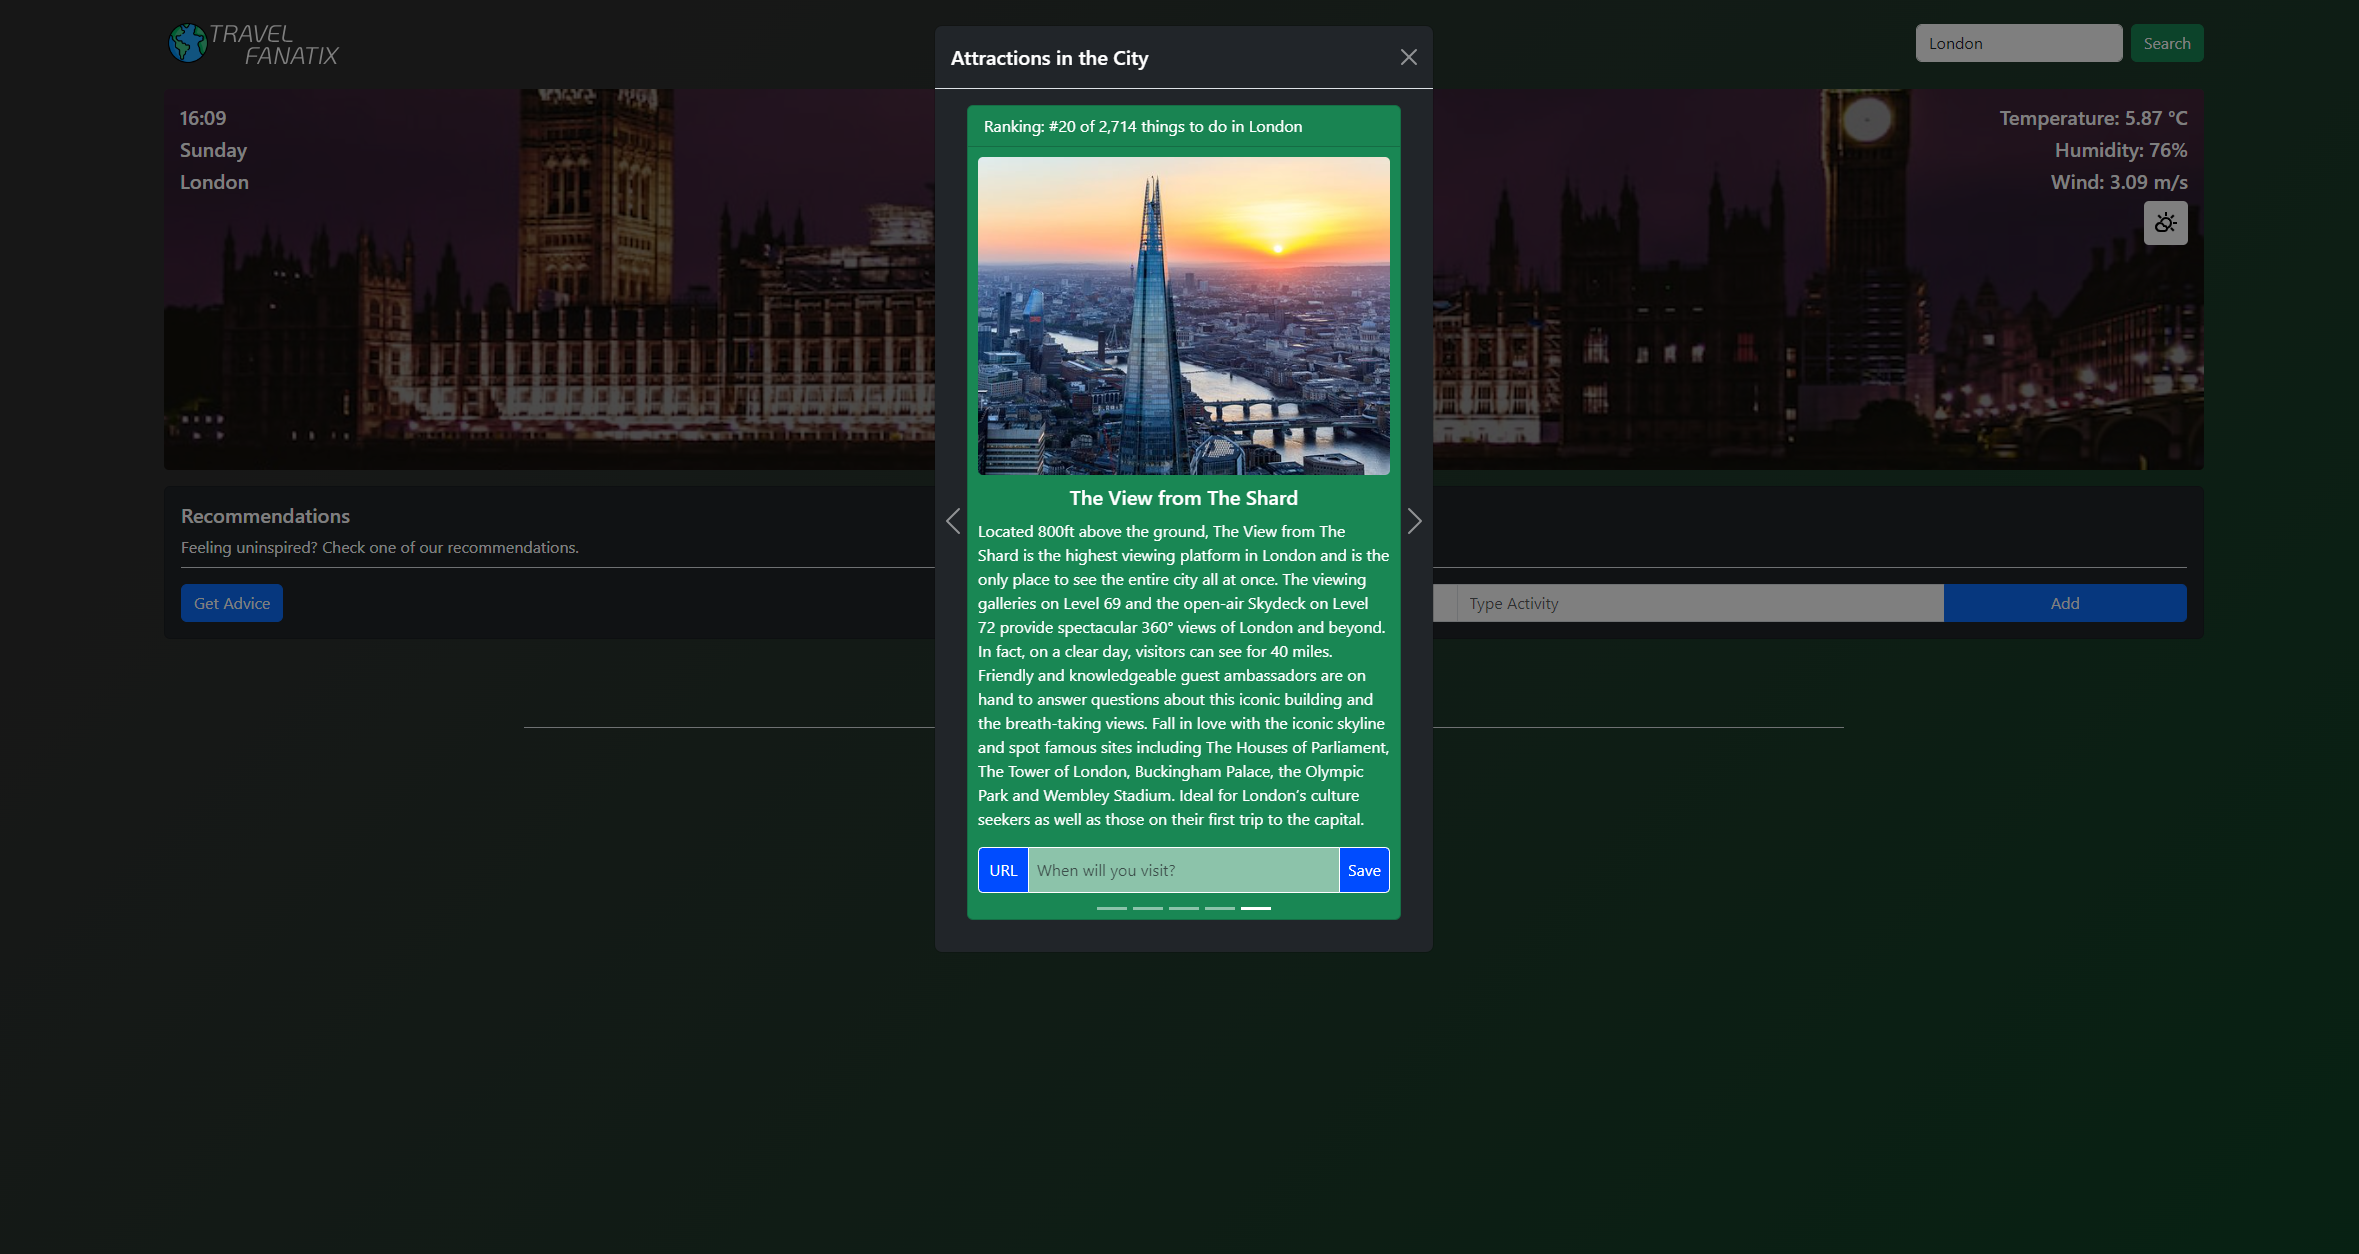 TRAVEL
FANATIX
London
Search
16:09
Sunday
London
Temperature: 5.87 °C
Humidity: 76%
Wind: 3.09 m/s
Recommendations
Feeling uninspired? Check one of our recommendations.
Get Advice
Type Activity
Add
Attractions in the City
Ranking: #20 of 2,714 things to do in London
The View from The Shard
Located 800ft above the ground, The View from The
Shard is the highest viewing platform in London and is the
only place to see the entire city all at once. The viewing
galleries on Level 69 and the open-air Skydeck on Level
72 provide spectacular 360° views of London and beyond.
In fact, on a clear day, visitors can see for 40 miles.
Friendly and knowledgeable guest ambassadors are on
hand to answer questions about this iconic building and
the breath-taking views. Fall in love with the iconic skyline
and spot famous sites including The Houses of Parliament,
The Tower of London, Buckingham Palace, the Olympic
Park and Wembley Stadium. Ideal for London’s culture
seekers as well as those on their first trip to the capital.
URL
When will you visit?
Save